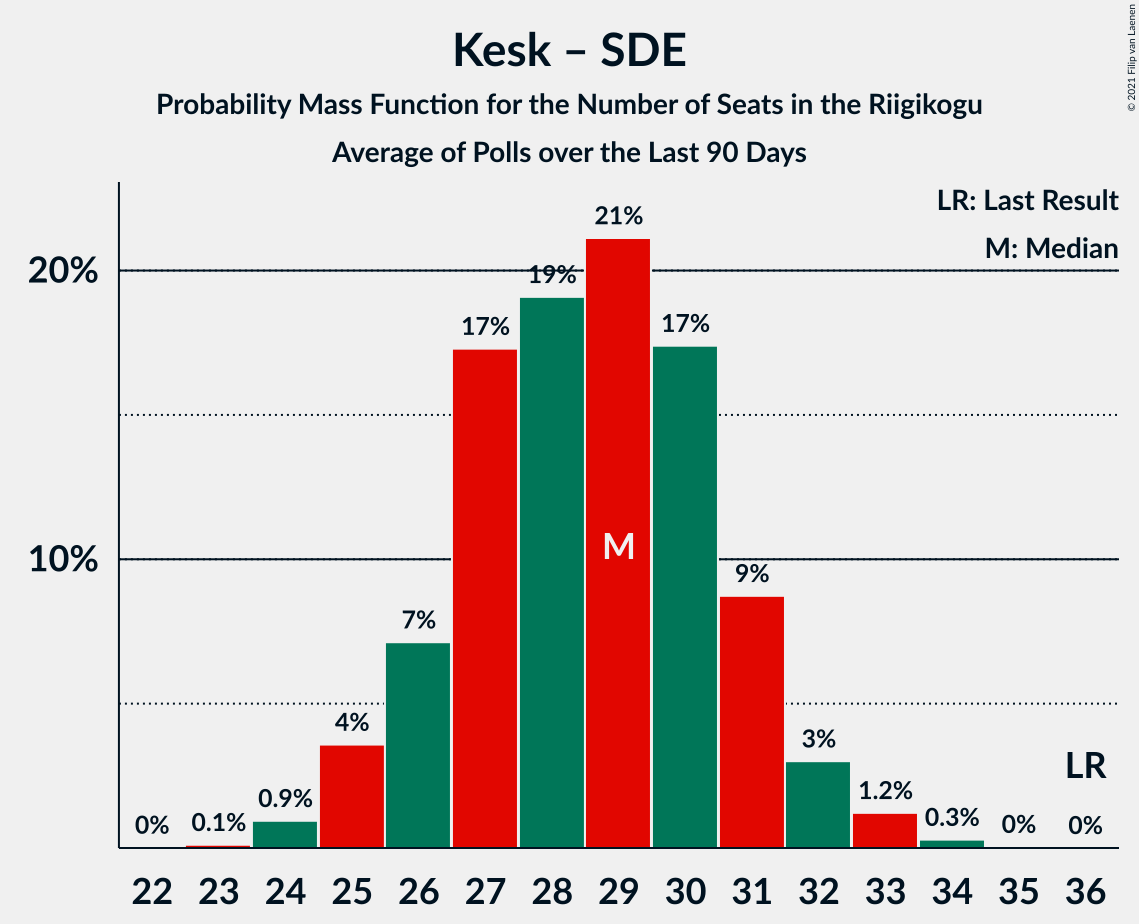 Kesk – SDE
Probability Mass Function for the Number of Seats in the Riigikogu
Average of Polls over the Last 90 Days
© 2021 Filip van Laenen
LR: Last Result
M: Median
20%
10%
0%
0.1%
0.9%
4%
7%
17%
19%
21%
17%
9%
3%
1.2%
0.3%
0%
0%
M
LR
22 23 24 25 26 27 28 29 30 31 32 33 34 35 36